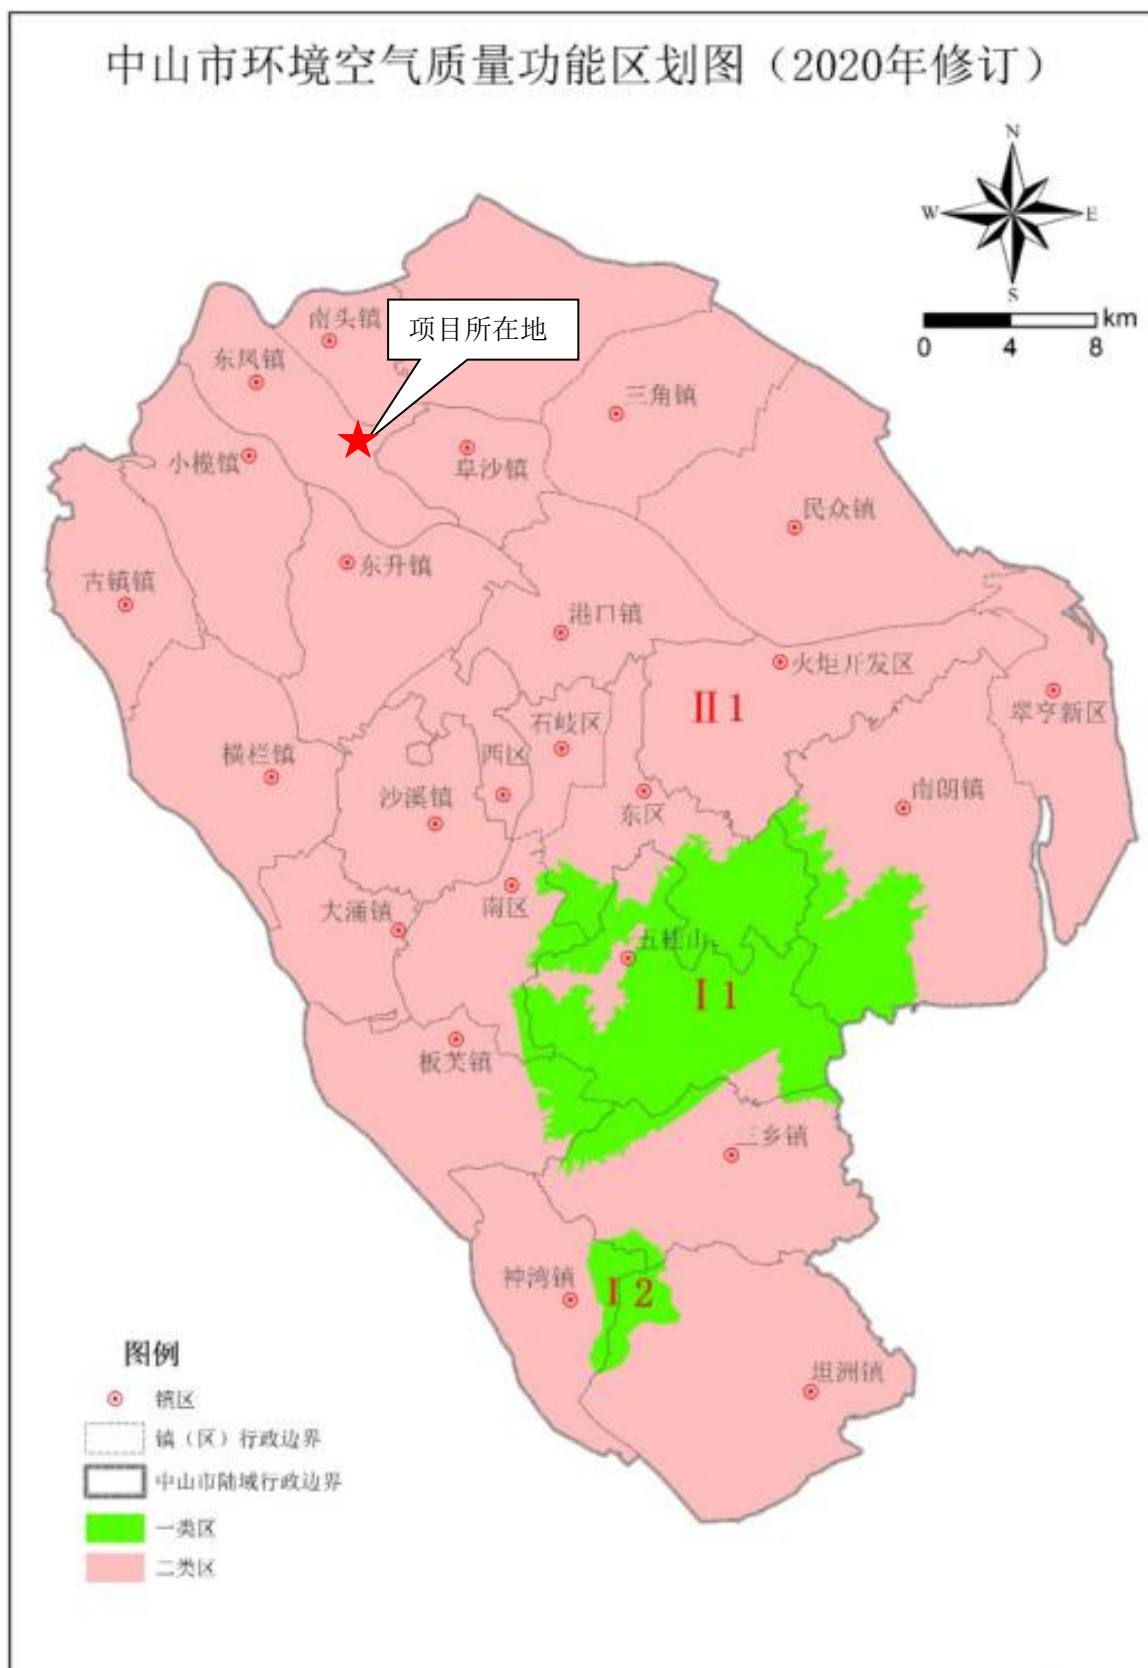 中山市环境空气质量功能区划图（2020年修订）
N
W
E
S
km
0 4 8
南头镇
项目所在地
东凤镇
三角镇
小榄镇
阜沙镇
民众镇
东升镇
古镇镇
港口镇
火炬开发区
II 1
翠亨新区
石岐区
西区
横栏镇
沙溪镇
东区
南朗镇
南区
大涌镇
五桂山
I 1
板芙镇
三乡镇
神湾镇
I 2
坦洲镇
图例
镇区
镇（区）行政边界
中山市陆域行政边界
一类区
二类区